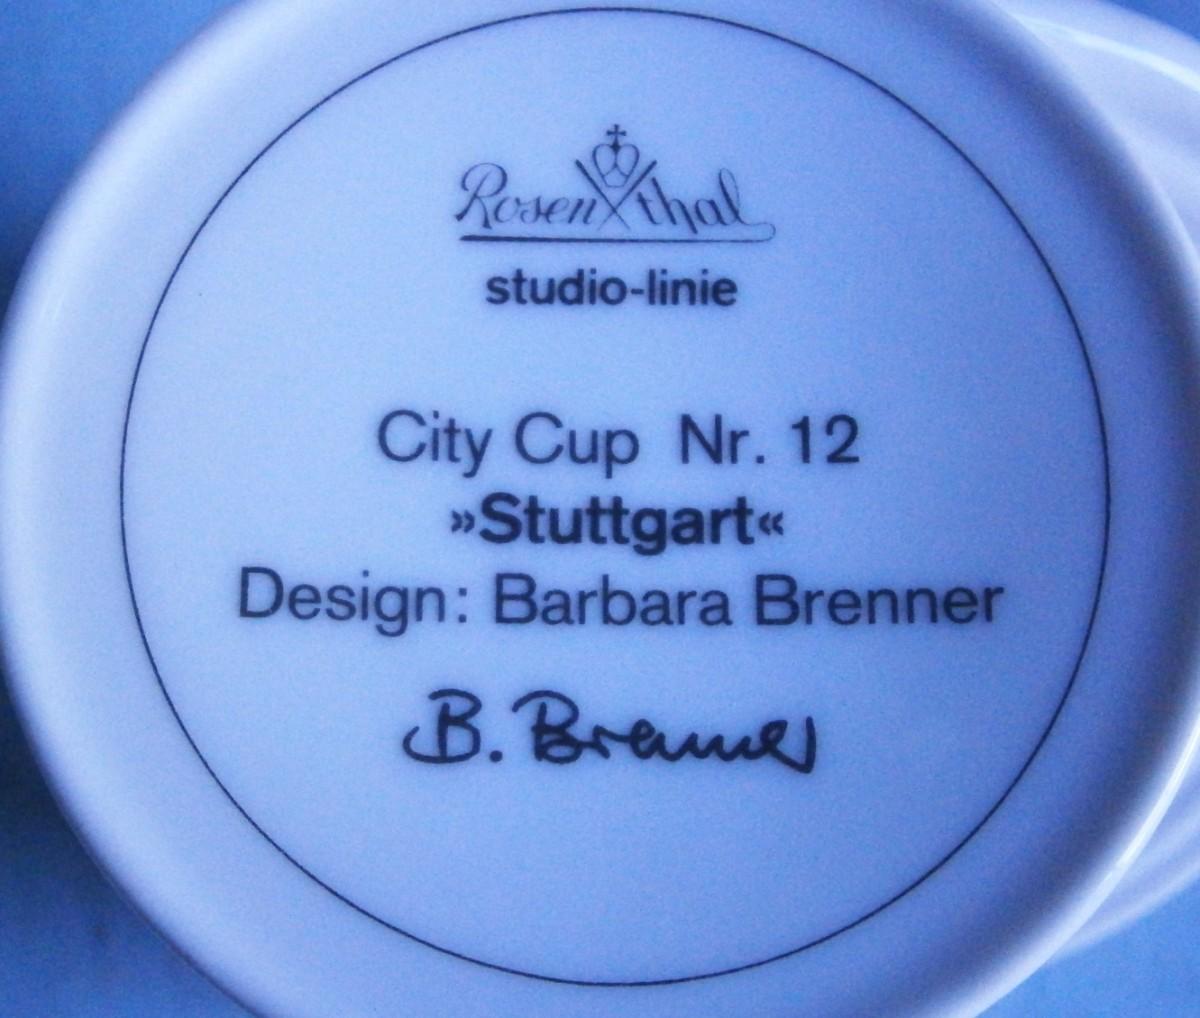 Rosenthal
studio-linie
City Cup Nr. 12
»Stuttgart«
Design: Barbara Brenner
B. Brenner